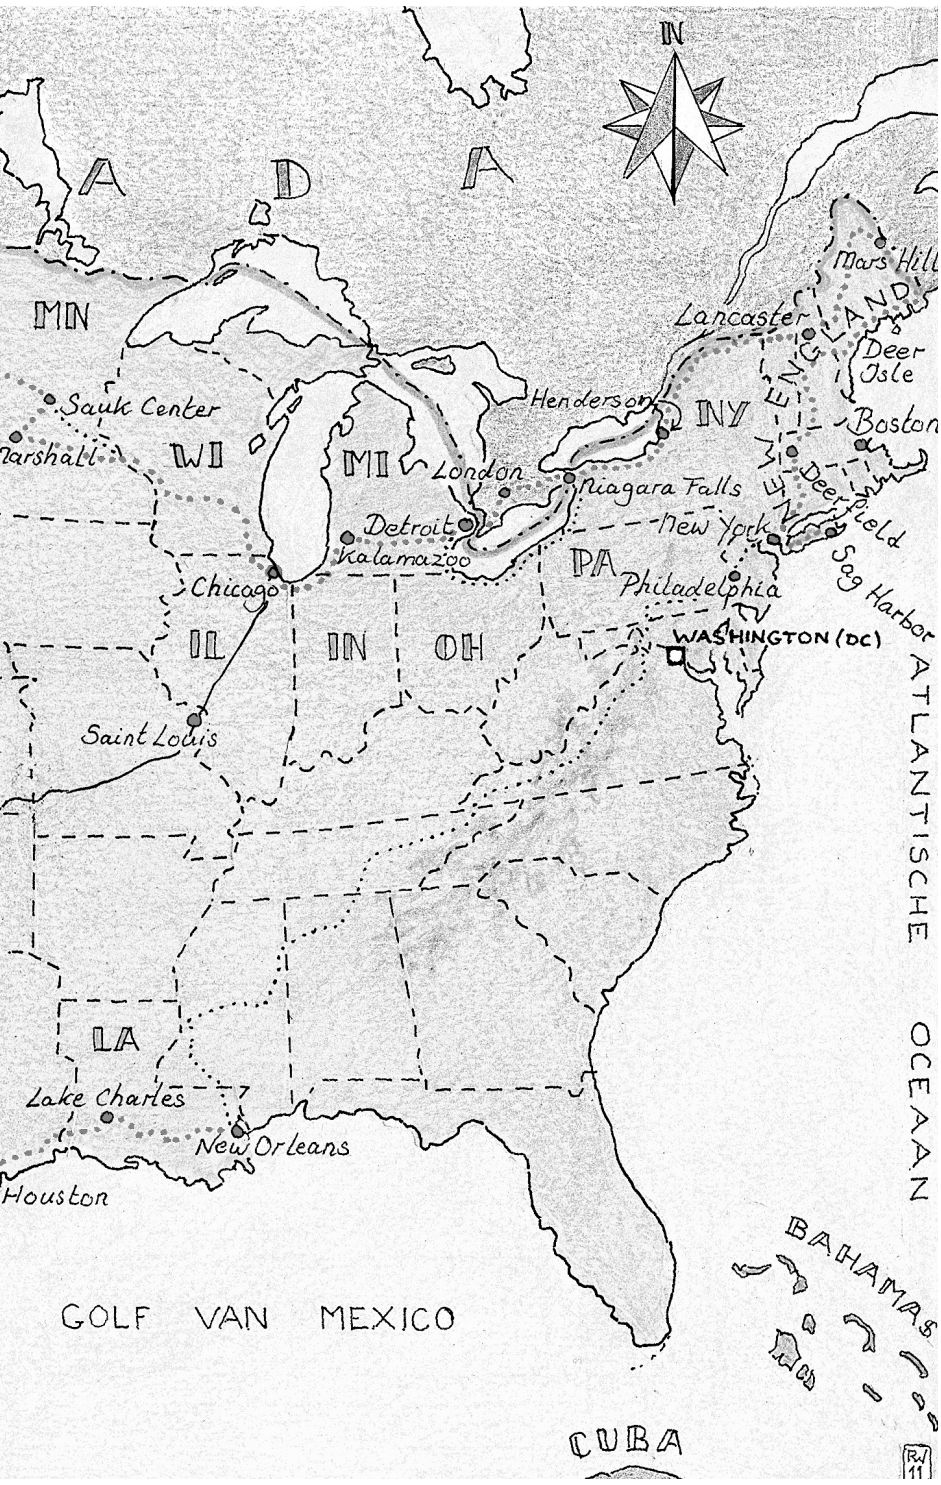 N
A D A
Mars Hill
MN
Lancaster
NEW ENGLAND
Deer
Isle
Henderson
Sauk Center
NY
Boston
Marshall
WI
MI
London
Niagara Falls
Deerfield
Detroit
New York
Kalamazoo
PA
Philadelphia
Sag Harbor
Chicago
IL
IN
OH
WASHINGTON (DC)
Saint Louis
ATLANTISCHE OCEAAN
LA
Lake Charles
New Orleans
Houston
BAHAMAS
GOLF VAN MEXICO
CUBA
RW
11